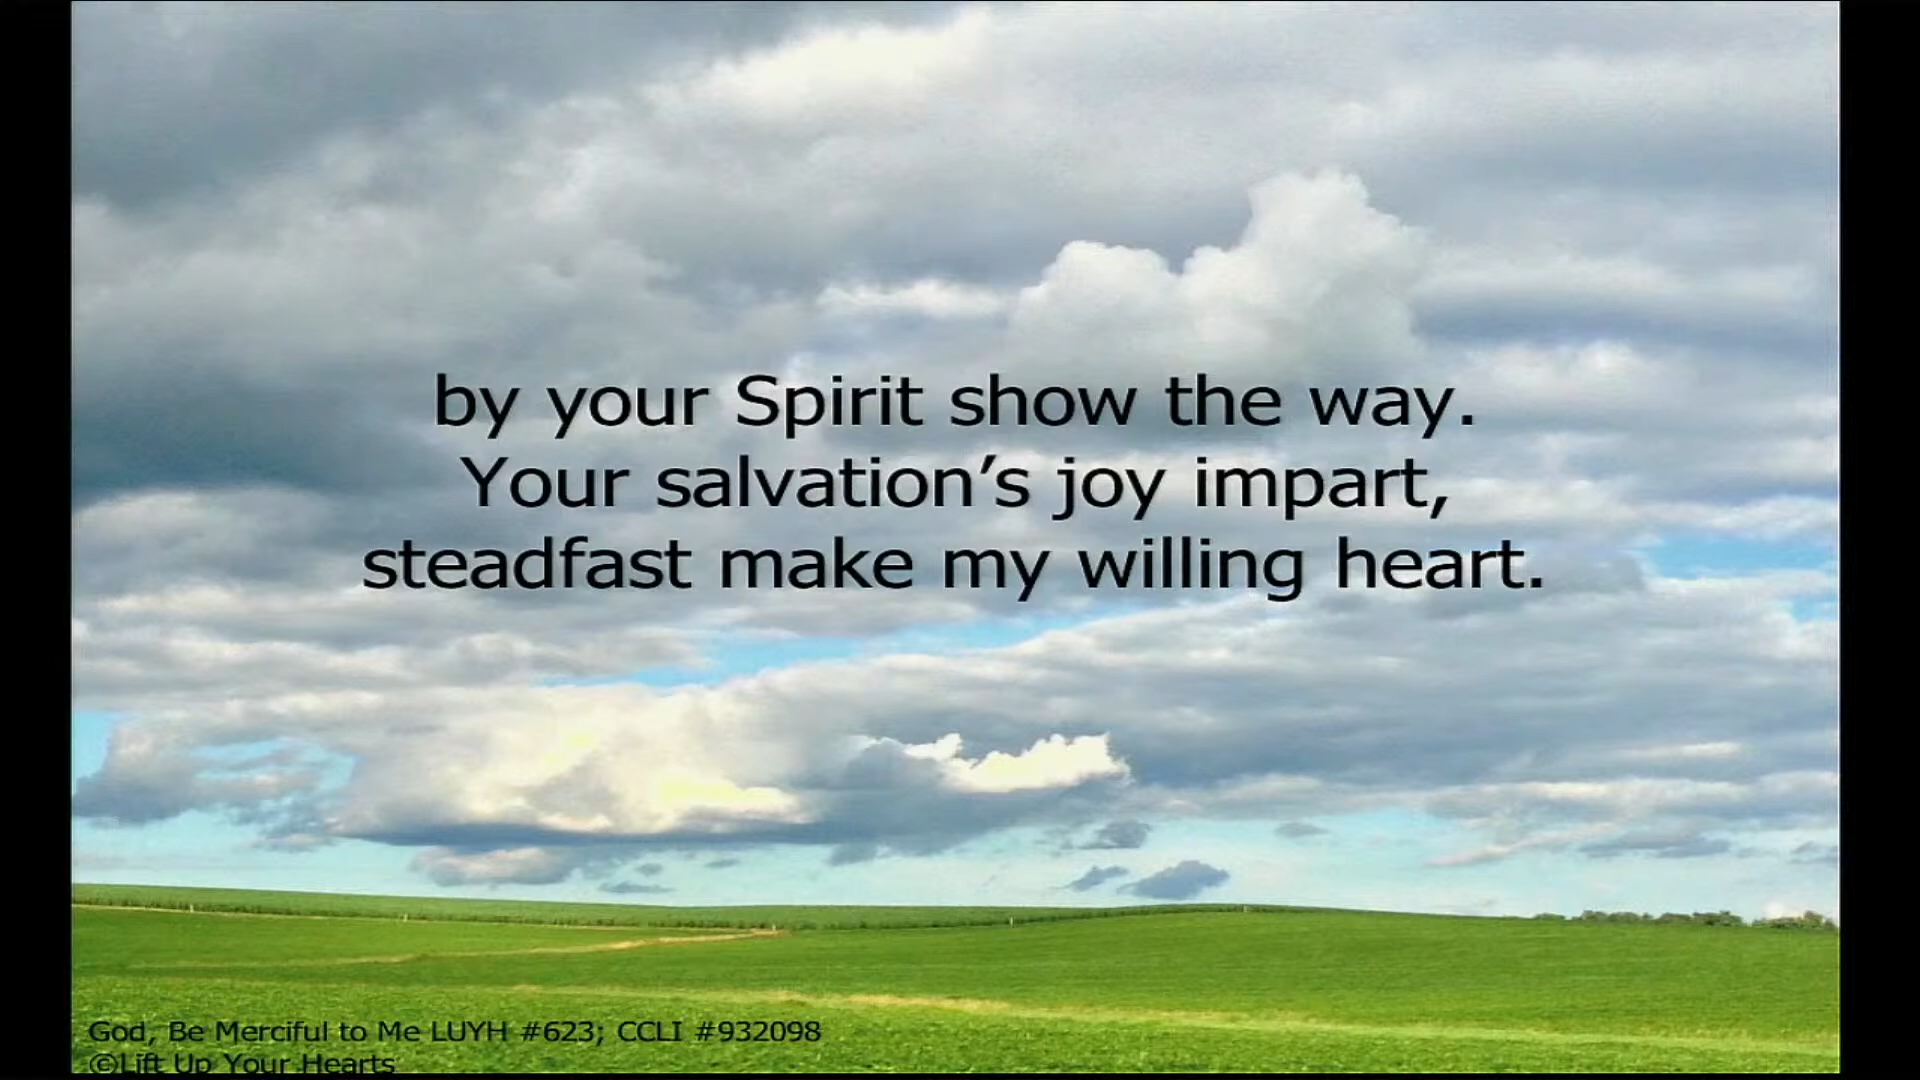 by your Spirit show the way.
Your salvation’s joy impart,
steadfast make my willing heart.
God, Be Merciful to Me LUYH #623; CCLI #932098
©Lift Up Your Hearts